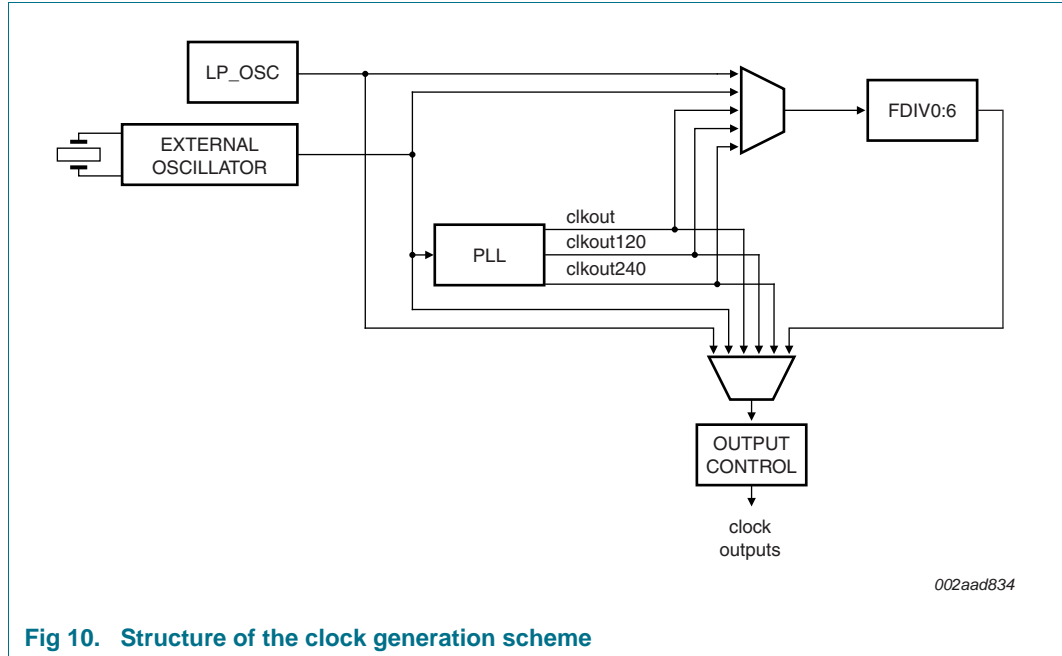 LP_OSC
EXTERNAL
OSCILLATOR
FDIV0:6
PLL
clkout
clkout120
clkout240
OUTPUT
CONTROL
clock
outputs
002aad834
Fig 10. Structure of the clock generation scheme